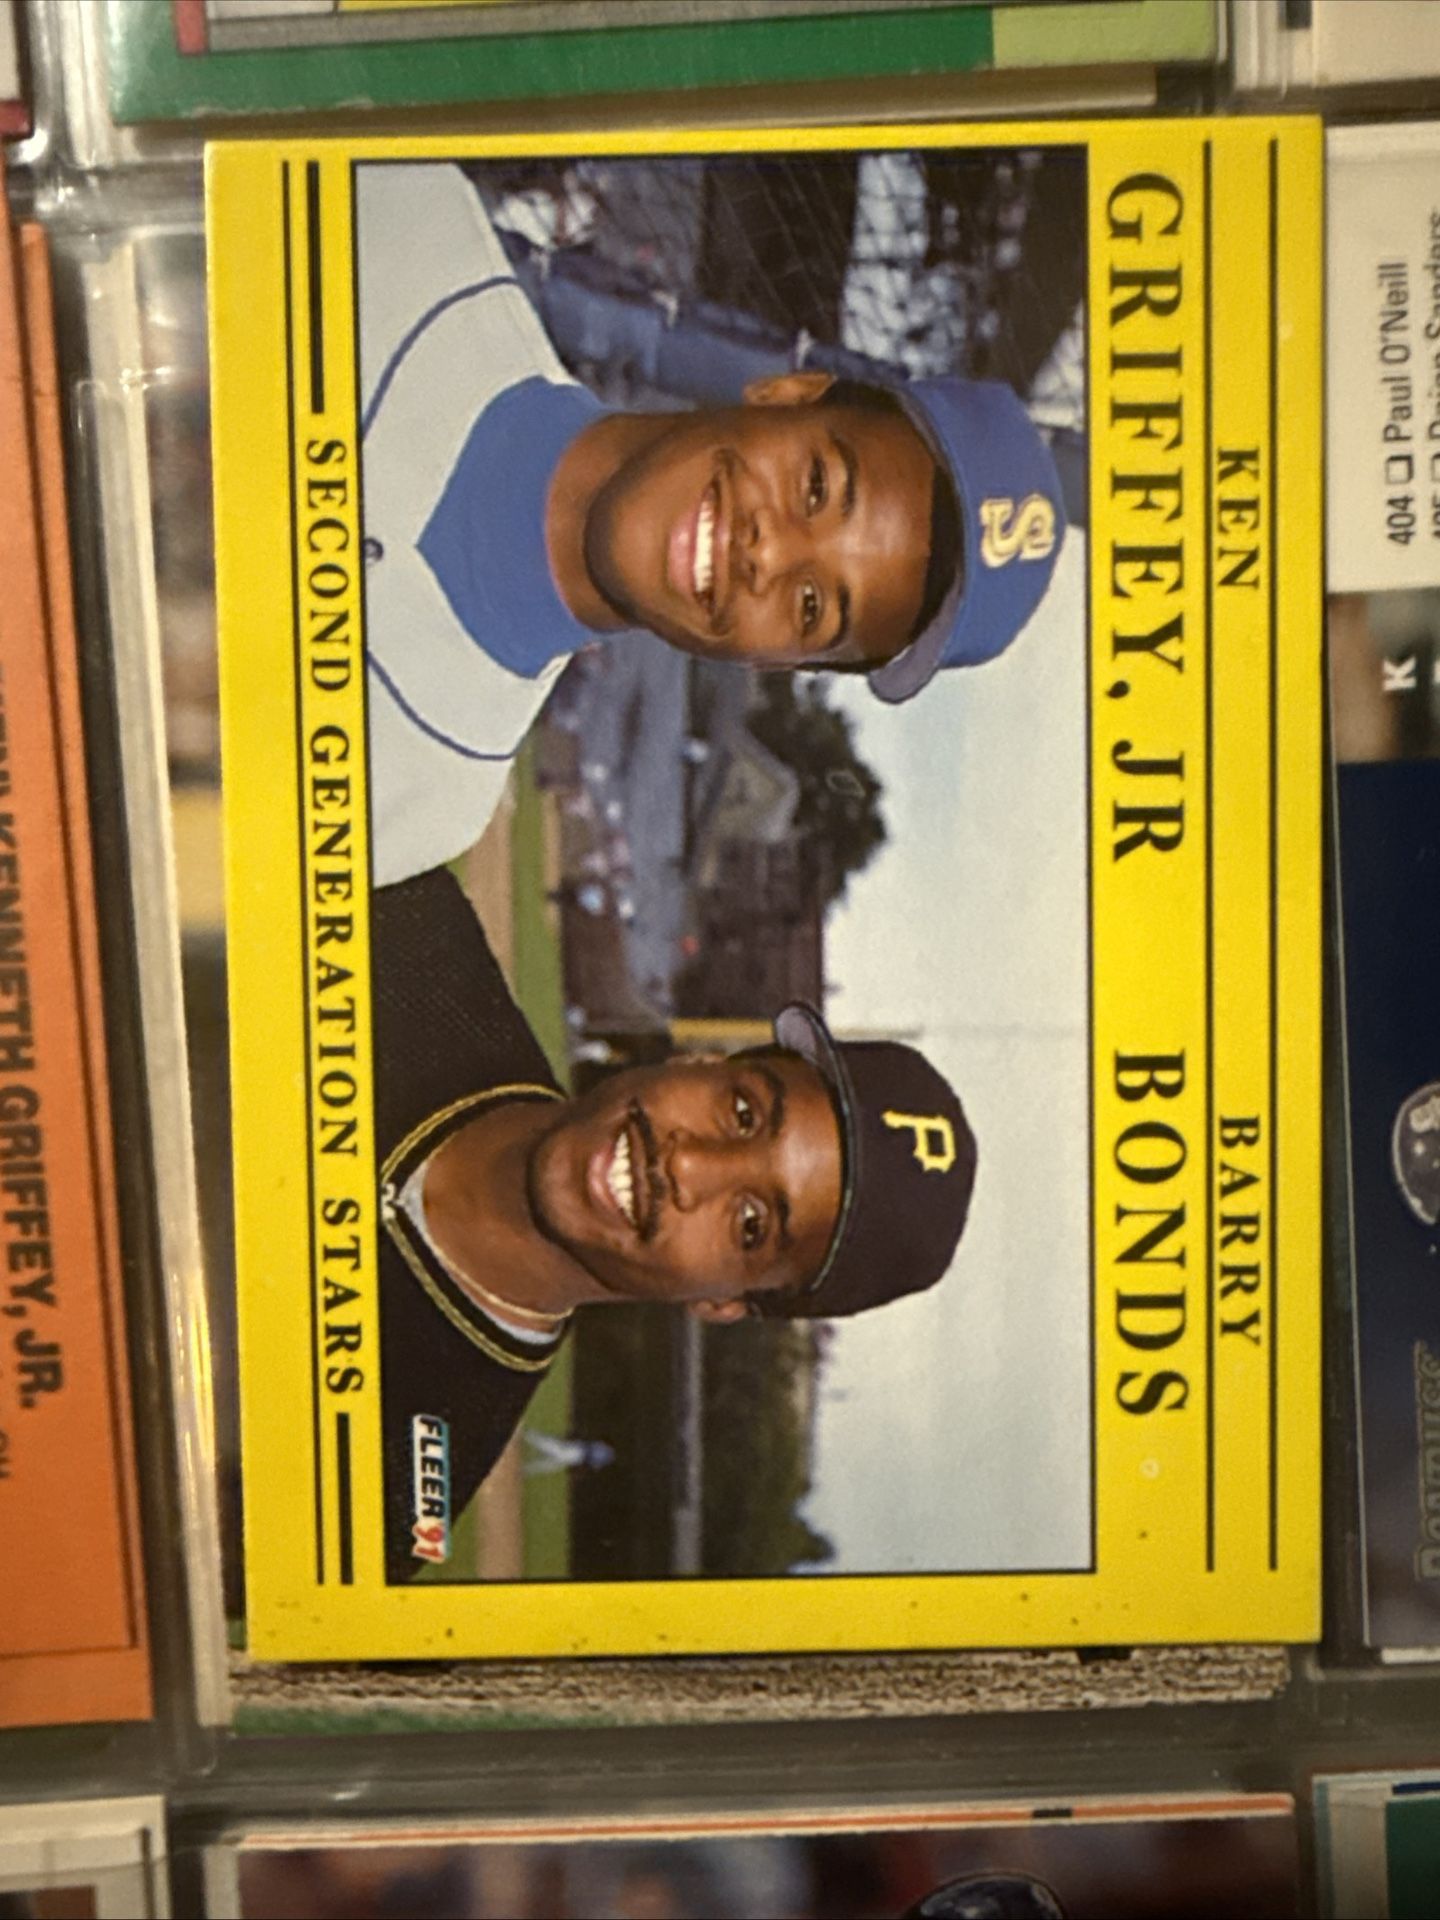 KEN BARRY
GRIFFEY, JR BONDS
S
P
FLEER '91
SECOND GENERATION STARS
404 Paul O'Neill
K
KENNETH GRIFFEY, JR.